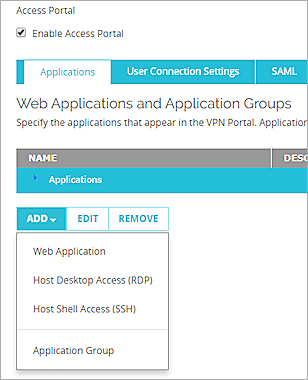 Access Portal
Enable Access Portal
Applications User Connection Settings SAML
Web Applications and Application Groups
Specify the applications that appear in the VPN Portal. Application
NAME DESC
Applications
ADD EDIT REMOVE
Web Application
Host Desktop Access (RDP)
Host Shell Access (SSH)
Application Group